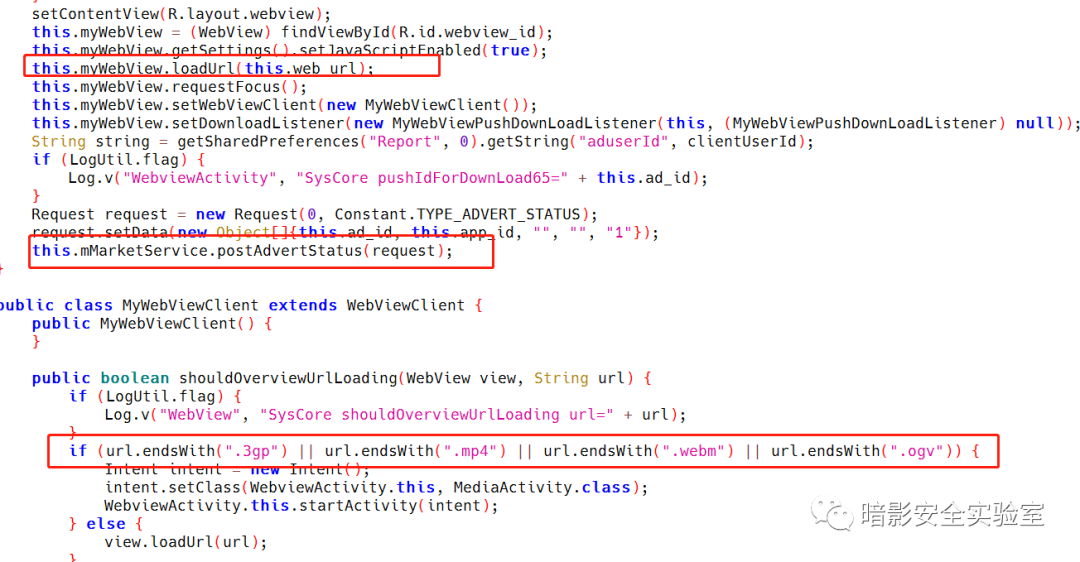 setContentView(R.layout.webview);
this.myWebView = (WebView) findViewById(R.id.webview_id);
this.myWebView.getSettings().setJavaScriptEnabled(true);
this.myWebView.loadUrl(this.web_url);
this.myWebView.requestFocus();
this.myWebView.setWebViewClient(new MyWebViewClient());
this.myWebView.setDownloadListener(new MyWebViewPushDownLoadListener(this, (MyWebViewPushDownLoadListener) null));
String string = getSharedPreferences("Report", 0).getString("aduserId", clientUserId);
if (LogUtil.flag) {
Log.v("WebviewActivity", "SysCore pushIdForDownLoad65=" + this.ad_id);
}
Request request = new Request(0, Constant.TYPE_ADVERT_STATUS);
request.setData(new Object[]{this.ad_id, this.app_id, "", "", "1"});
this.mMarketService.postAdvertStatus(request);
}
public class MyWebViewClient extends WebViewClient {
public MyWebViewClient() {
}
public boolean shouldOverviewUrlLoading(WebView view, String url) {
if (LogUtil.flag) {
Log.v("WebView", "SysCore shouldOverviewUrlLoading url=" + url);
}
if (url.endsWith(".3gp") || url.endsWith(".mp4") || url.endsWith(".webm") || url.endsWith(".ogv")) {
Intent intent = new Intent();
intent.setClass(WebviewActivity.this, MediaActivity.class);
WebviewActivity.this.startActivity(intent);
} else {
view.loadUrl(url);
}
暗影安全实验室